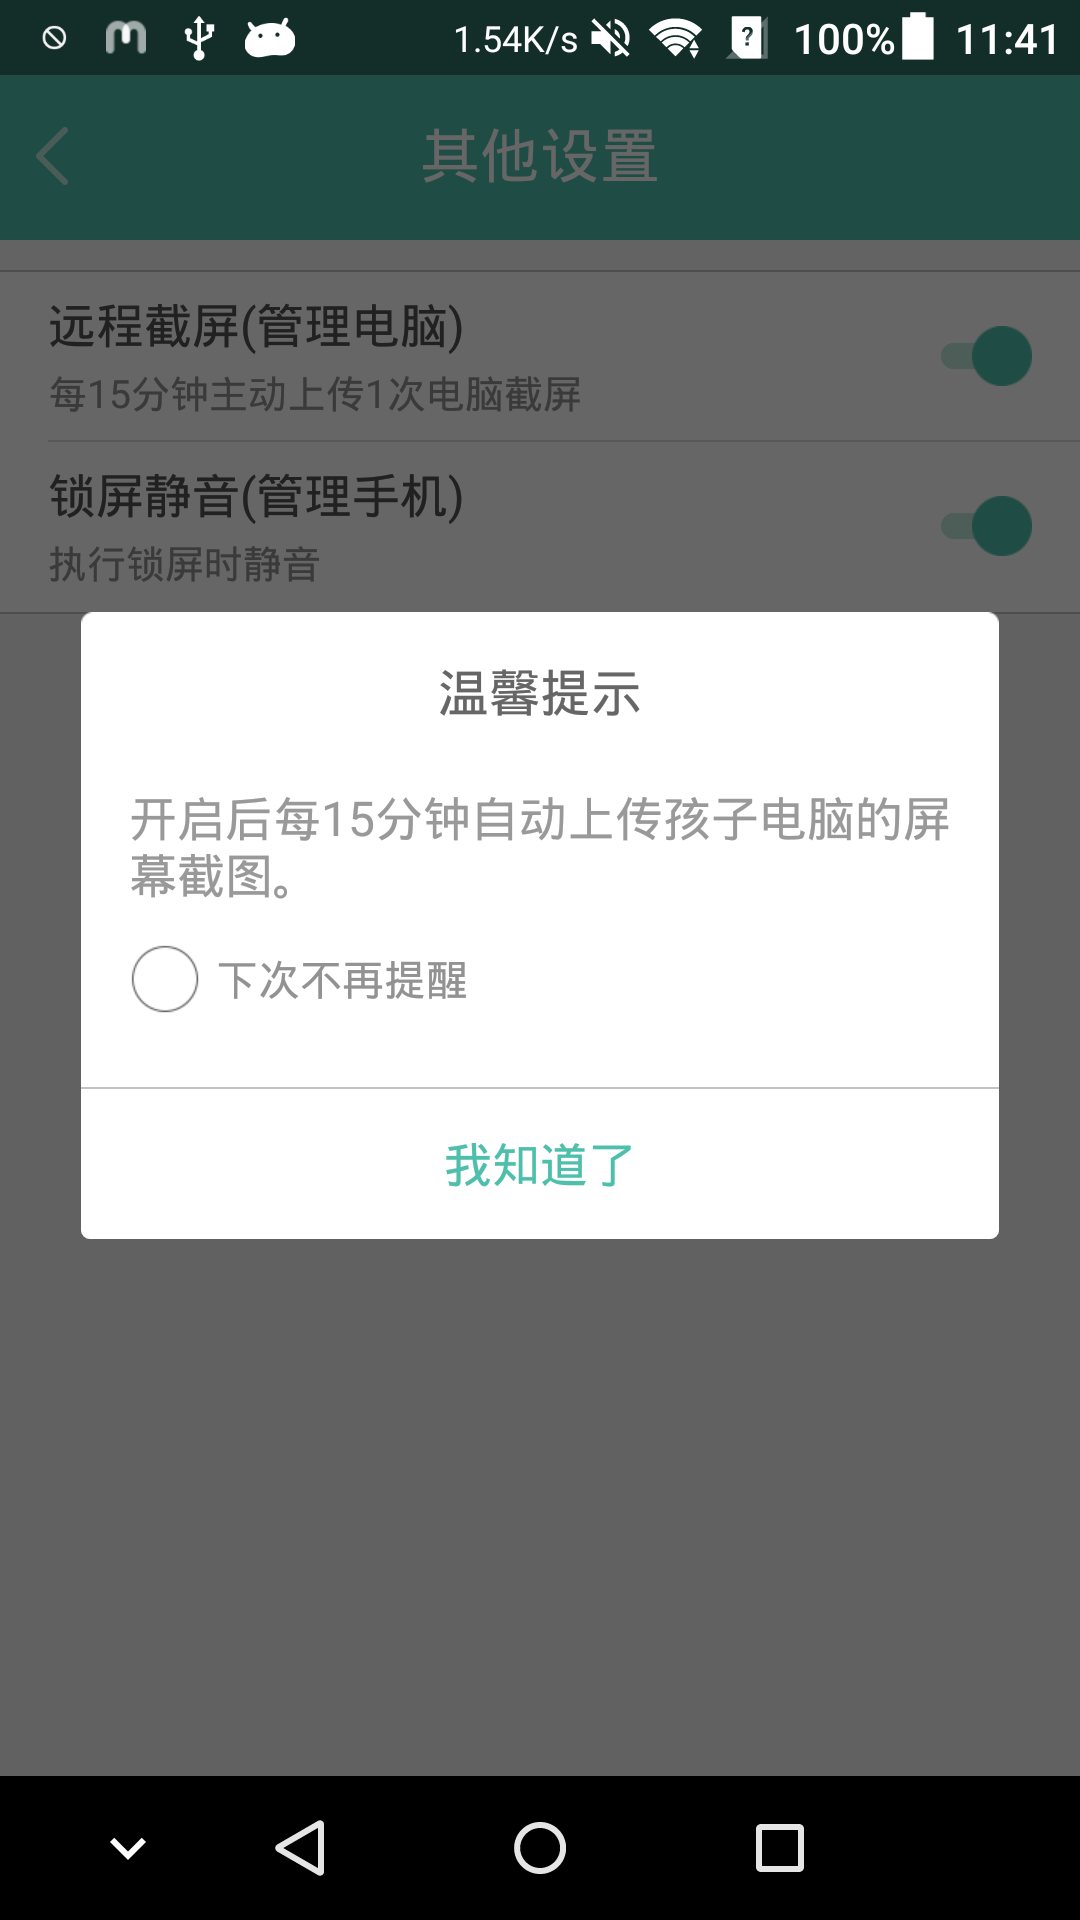 1.54K/s 100% 11:41
其他设置
远程截屏(管理电脑)
每15分钟主动上传1次电脑截屏
锁屏静音(管理手机)
执行锁屏时静音
温馨提示
开启后每15分钟自动上传孩子电脑的屏
幕截图。
下次不再提醒
我知道了